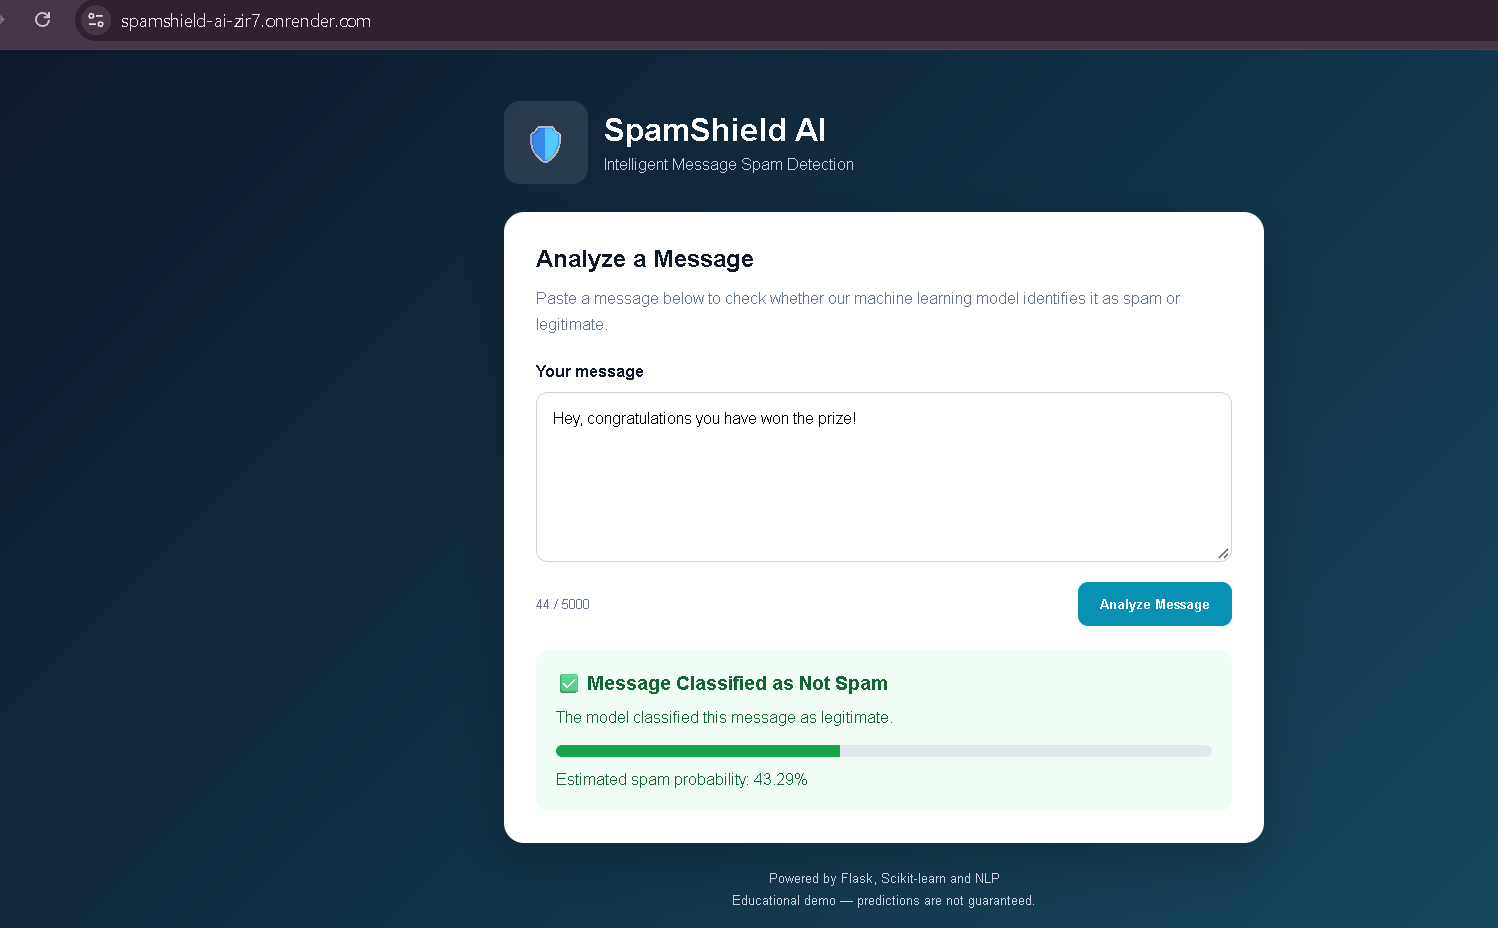 spamshield-ai-zir7.onrender.com
SpamShield AI
Intelligent Message Spam Detection
Analyze a Message
Paste a message below to check whether our machine learning model identifies it as spam or
legitimate.
Your message
Hey, congratulations you have won the prize!
44 / 5000
Analyze Message
Message Classified as Not Spam
The model classified this message as legitimate.
Estimated spam probability: 43.29%
Powered by Flask, Scikit-learn and NLP
Educational demo — predictions are not guaranteed.